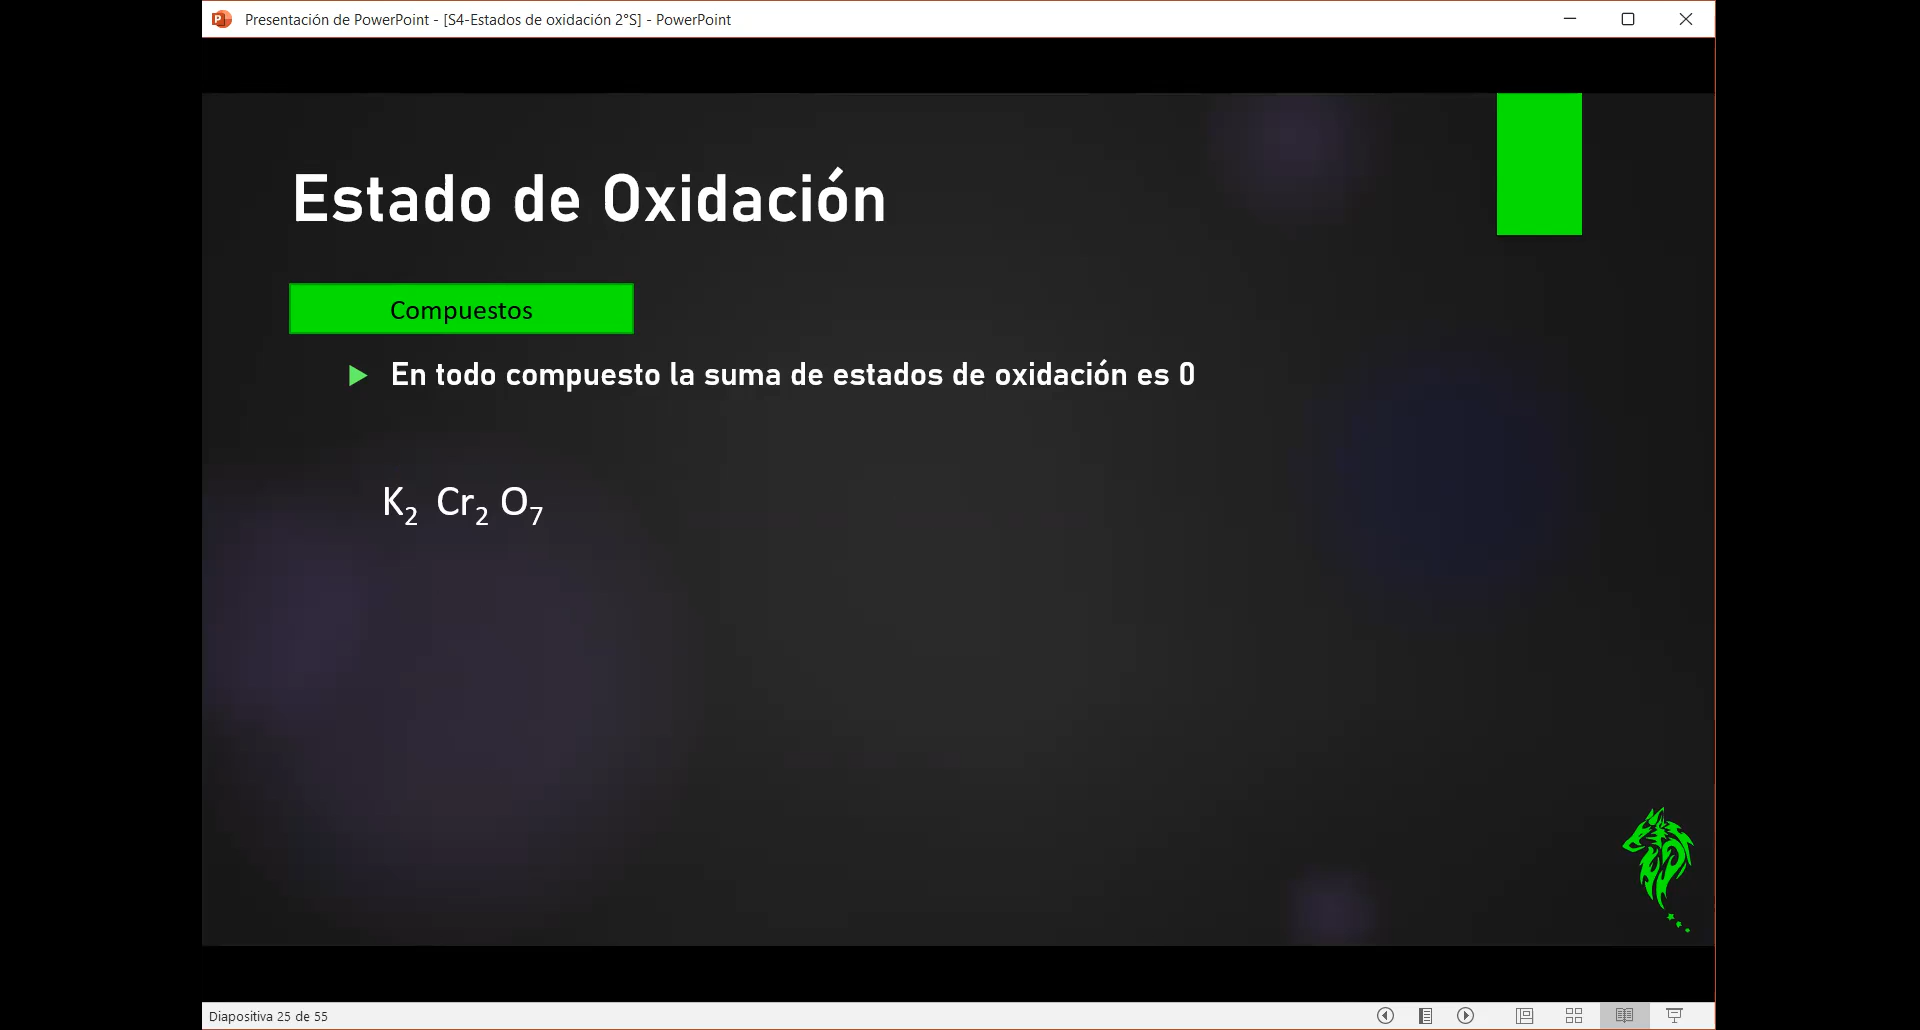 Presentación de PowerPoint - [S4-Estados de oxidación 2°S] - PowerPoint
Estado de Oxidación
Compuestos
En todo compuesto la suma de estados de oxidación es 0
K₂ Cr₂ O₇
Diapositiva 25 de 55